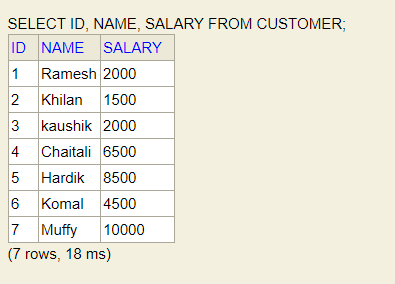 SELECT ID, NAME, SALARY FROM CUSTOMER;
ID NAME SALARY
1 Ramesh 2000
2 Khilan 1500
3 kaushik 2000
4 Chaitali 6500
5 Hardik 8500
6 Komal 4500
7 Muffy 10000
(7 rows, 18 ms)